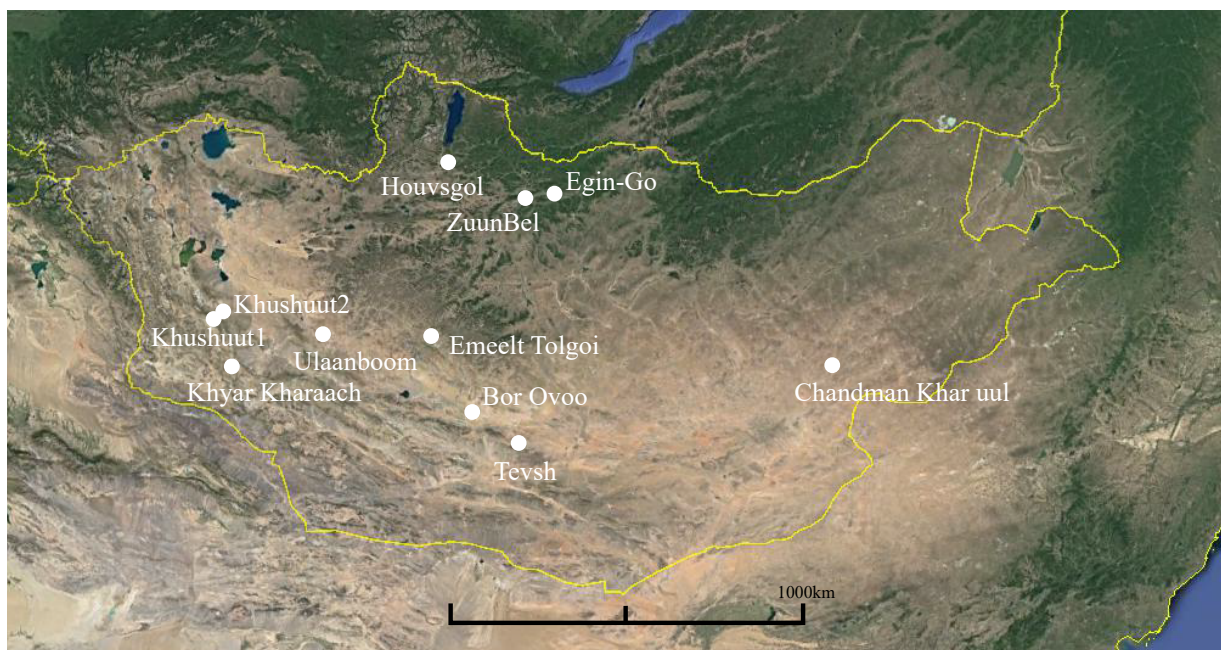 Houvsgol
Egin-Go
ZuunBel
Khushuut2
Khushuut1
Ulaanboom
Emeelt Tolgoi
Khyar Kharaach
Chandman Khar uul
Bor Ovoo
Tevsh
1000km